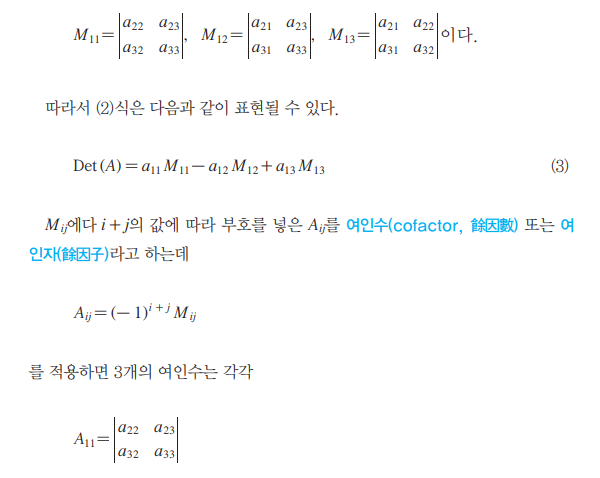 M₁₁=|a₂₂ a₂₃; a₃₂ a₃₃|, M₁₂=|a₂₁ a₂₃; a₃₁ a₃₃|, M₁₃=|a₂₁ a₂₂; a₃₁ a₃₂|이다.
따라서 (2)식은 다음과 같이 표현될 수 있다.
Det(A)=a₁₁M₁₁−a₁₂M₁₂+a₁₃M₁₃ (3)
Mᵢⱼ에다 i+j의 값에 따라 부호를 넣은 Aᵢⱼ를 여인수(cofactor, 餘因數) 또는 여
인자(餘因子)라고 하는데
Aᵢⱼ=(−1)ⁱ⁺ʲMᵢⱼ
를 적용하면 3개의 여인수는 각각
A₁₁=|a₂₂ a₂₃; a₃₂ a₃₃|